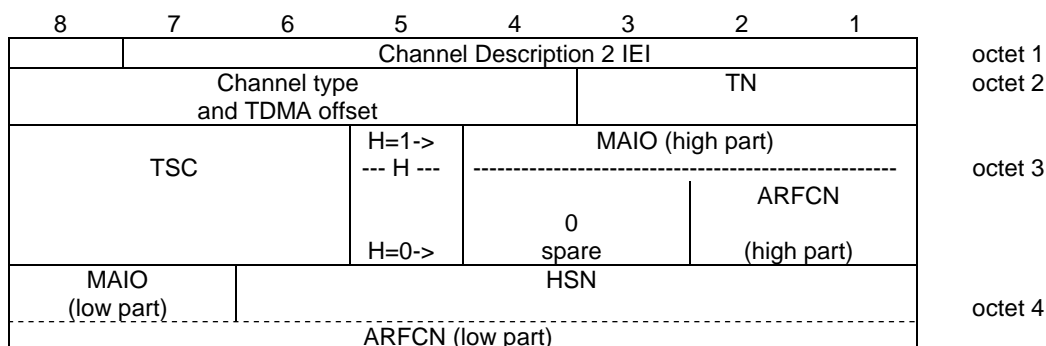 8 7 6 5 4 3 2 1
Channel Description 2 IEI octet 1
Channel type TN octet 2
and TDMA offset
H=1-> MAIO (high part)
TSC --- H --- ------------------------------------------------------ octet 3
ARFCN
0
H=0-> spare (high part)
MAIO HSN
(low part) octet 4
ARFCN (low part)